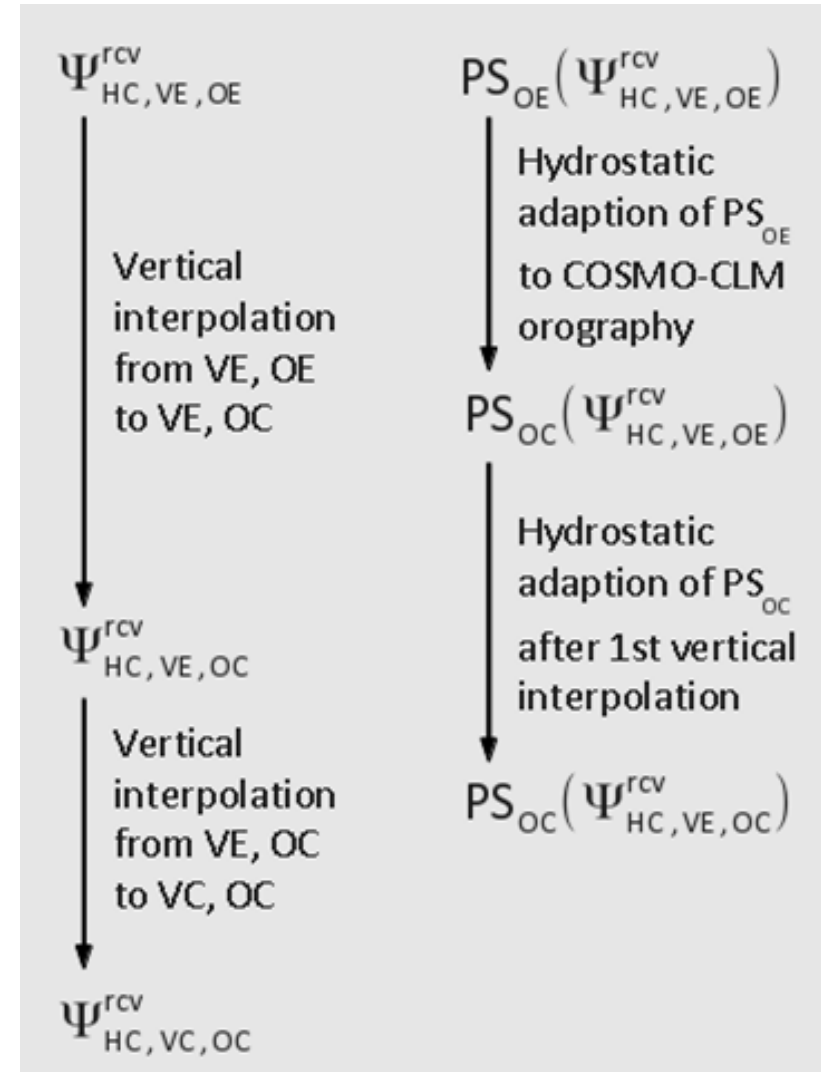 Ψ^rcv_HC,VE,OE
Vertical
interpolation
from VE, OE
to VE, OC
Ψ^rcv_HC,VE,OC
Vertical
interpolation
from VE, OC
to VC, OC
Ψ^rcv_HC,VC,OC
PS_OE(Ψ^rcv_HC,VE,OE)
Hydrostatic
adaption of PS_OE
to COSMO-CLM
orography
PS_OC(Ψ^rcv_HC,VE,OE)
Hydrostatic
adaption of PS_OC
after 1st vertical
interpolation
PS_OC(Ψ^rcv_HC,VE,OC)